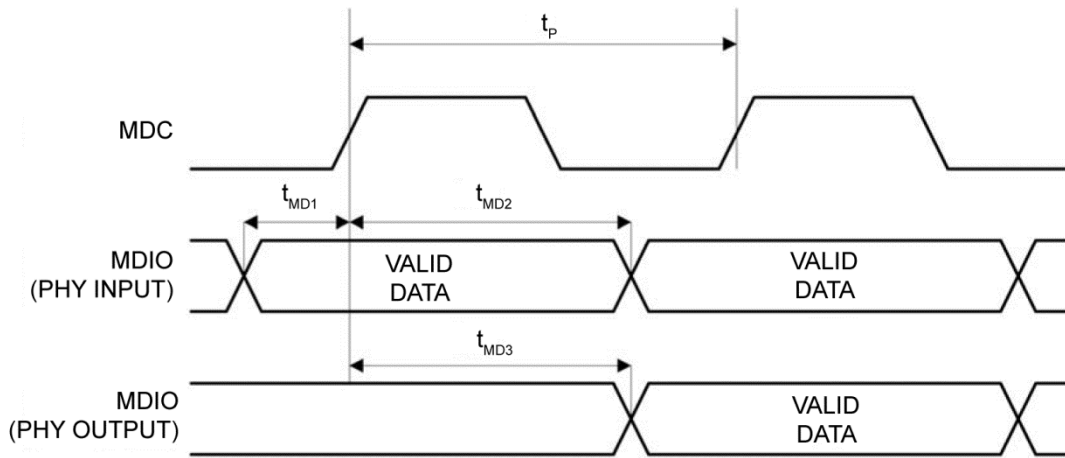 tP
MDC
tMD1
tMD2
MDIO
(PHY INPUT)
VALID
DATA
VALID
DATA
tMD3
MDIO
(PHY OUTPUT)
VALID
DATA